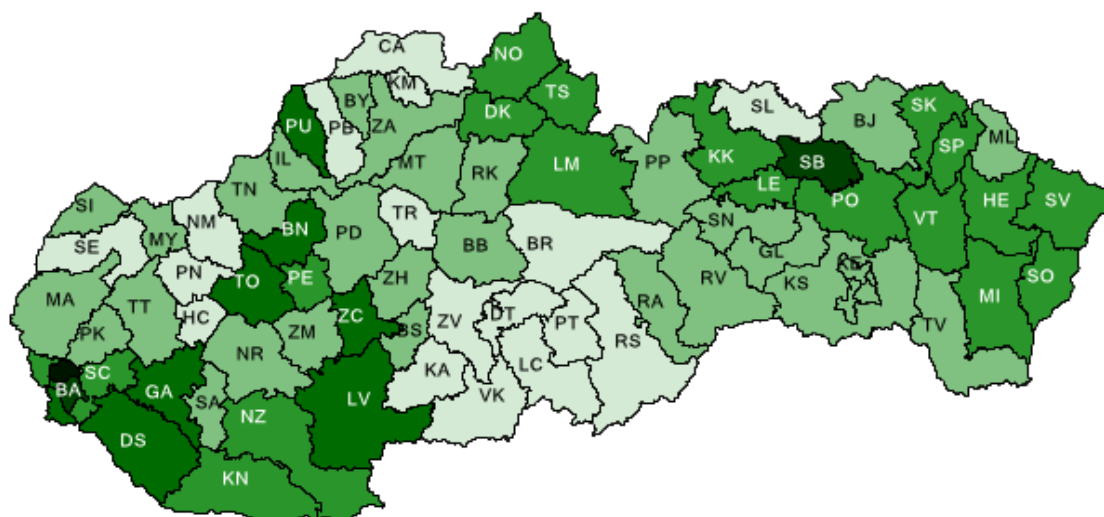 CA
NO
KM
TS
BY
PU
PB
ZA
DK
SL
SK
BJ
SP
ML
IL
MT
RK
LM
PP
KK
SB
LE
TN
SI
NM
TR
PO
HE
SV
SE
MY
BN
PD
BB
BR
SN
VT
PN
TO
PE
ZH
GL
KE
MA
TT
RV
KS
RA
SO
MI
HC
ZM
ZC
BS
ZV
DT
PT
TV
PK
NR
RS
SC
BA
GA
SA
LV
KA
LC
VK
DS
NZ
KN